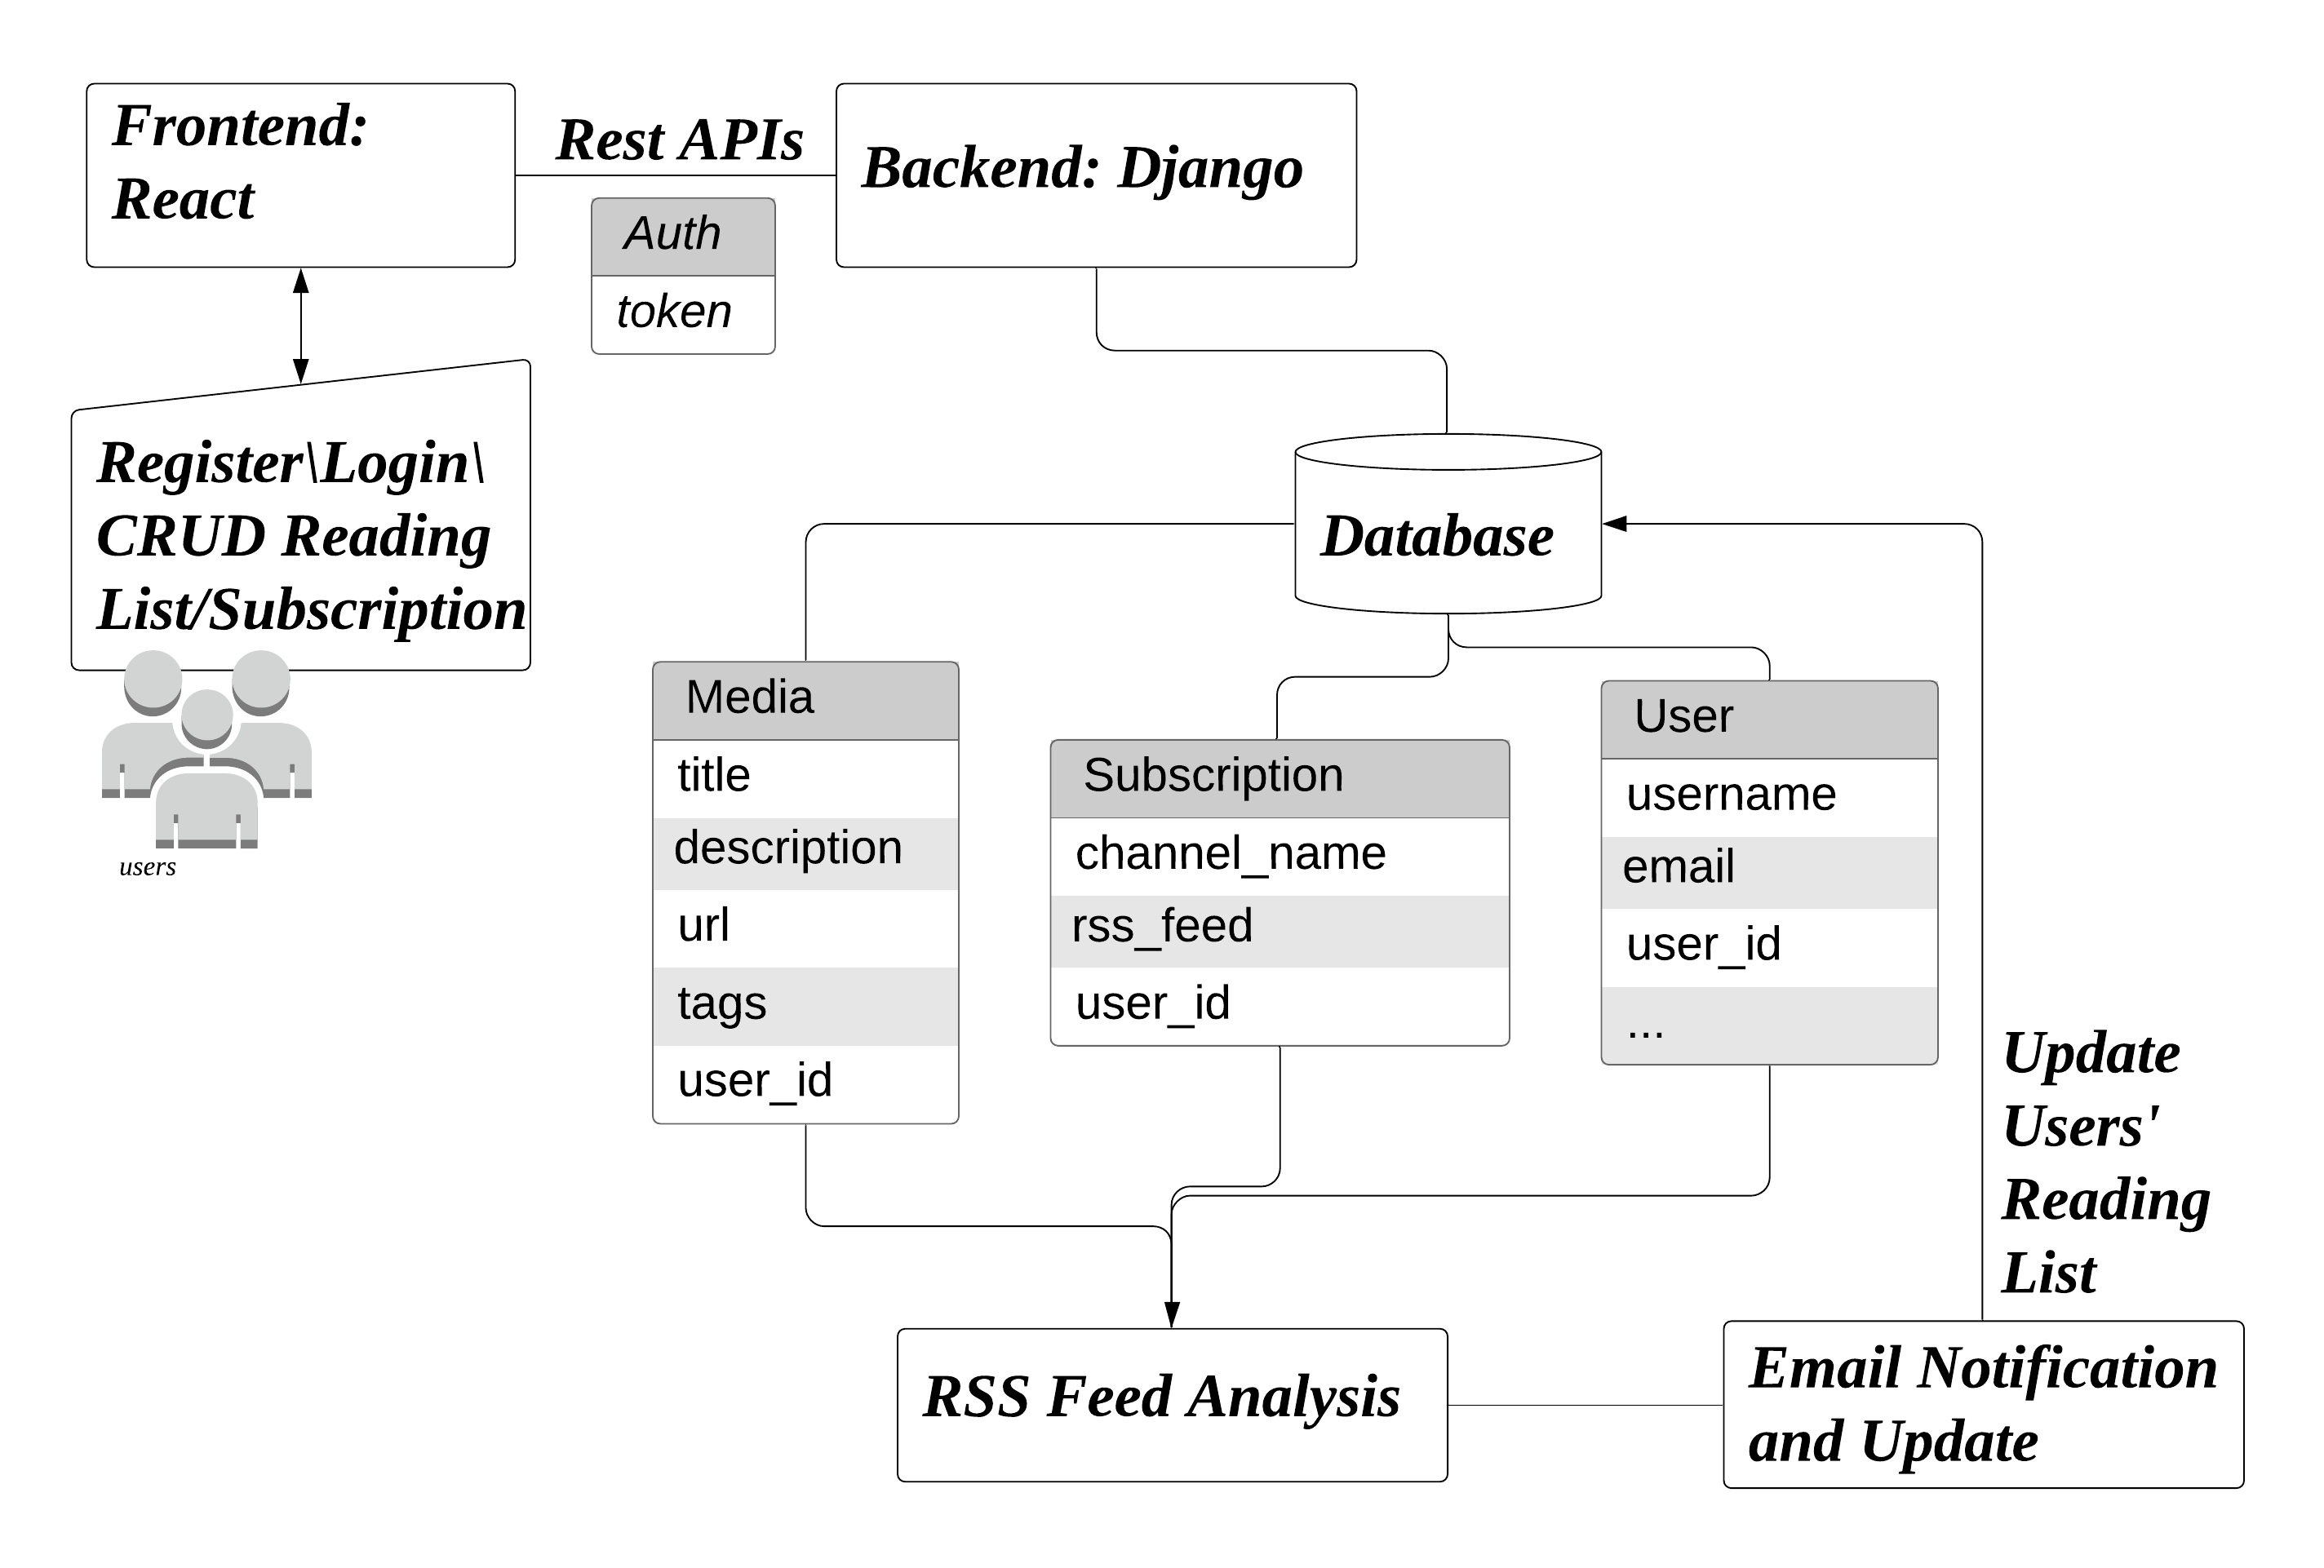 Frontend:
React
Rest APIs
Auth
token
Backend: Django
Register\Login\
CRUD Reading
List/Subscription
users
Database
Media
title
description
url
tags
user_id
Subscription
channel_name
rss_feed
user_id
User
username
email
user_id
...
Update
Users'
Reading
List
RSS Feed Analysis
Email Notification
and Update